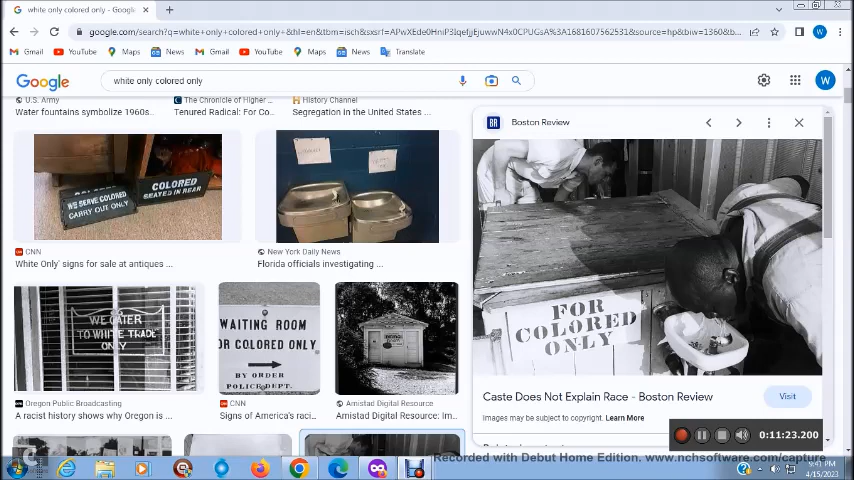 white only colored only - Google
google.com/search?q=white+only+colored+only+&hl=en&tbm=isch&sxsrf=APwXEde0HniP3IqefjjEjuwwN4x0CPUGsA%3A1681607562531&source=hp&biw=1360&b...
Gmail YouTube Maps News Gmail YouTube Maps News Translate
Google
white only colored only
W
U.S. Army The Chronicle of Higher ... History Channel
Water fountains symbolize 1960s... Tenured Radical: For Co... Segregation in the United States ...
BR Boston Review
WE SERVE COLORED
CARRY OUT ONLY
COLORED
SEATED IN REAR
CNN New York Daily News
White Only' signs for sale at antiques ... Florida officials investigating ...
FOR
COLORED
ONLY
WE CATER
TO WHITE TRADE
ONLY
WAITING ROOM
FOR COLORED ONLY
BY ORDER
POLICE DEPT.
Oregon Public Broadcasting CNN Amistad Digital Resource
A racist history shows why Oregon is ... Signs of America's raci... Amistad Digital Resource: Im...
Caste Does Not Explain Race - Boston Review
Visit
Images may be subject to copyright. Learn More
0:11:23.200
Recorded with Debut Home Edition. www.nchsoftware.com/capture
9:41 PM
4/15/2023